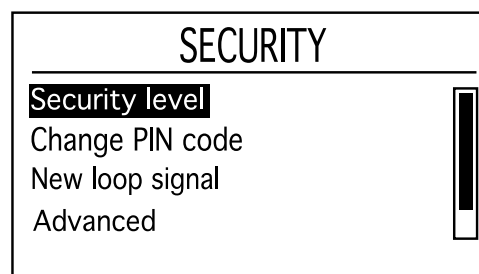 SECURITY
Security level
Change PIN code
New loop signal
Advanced